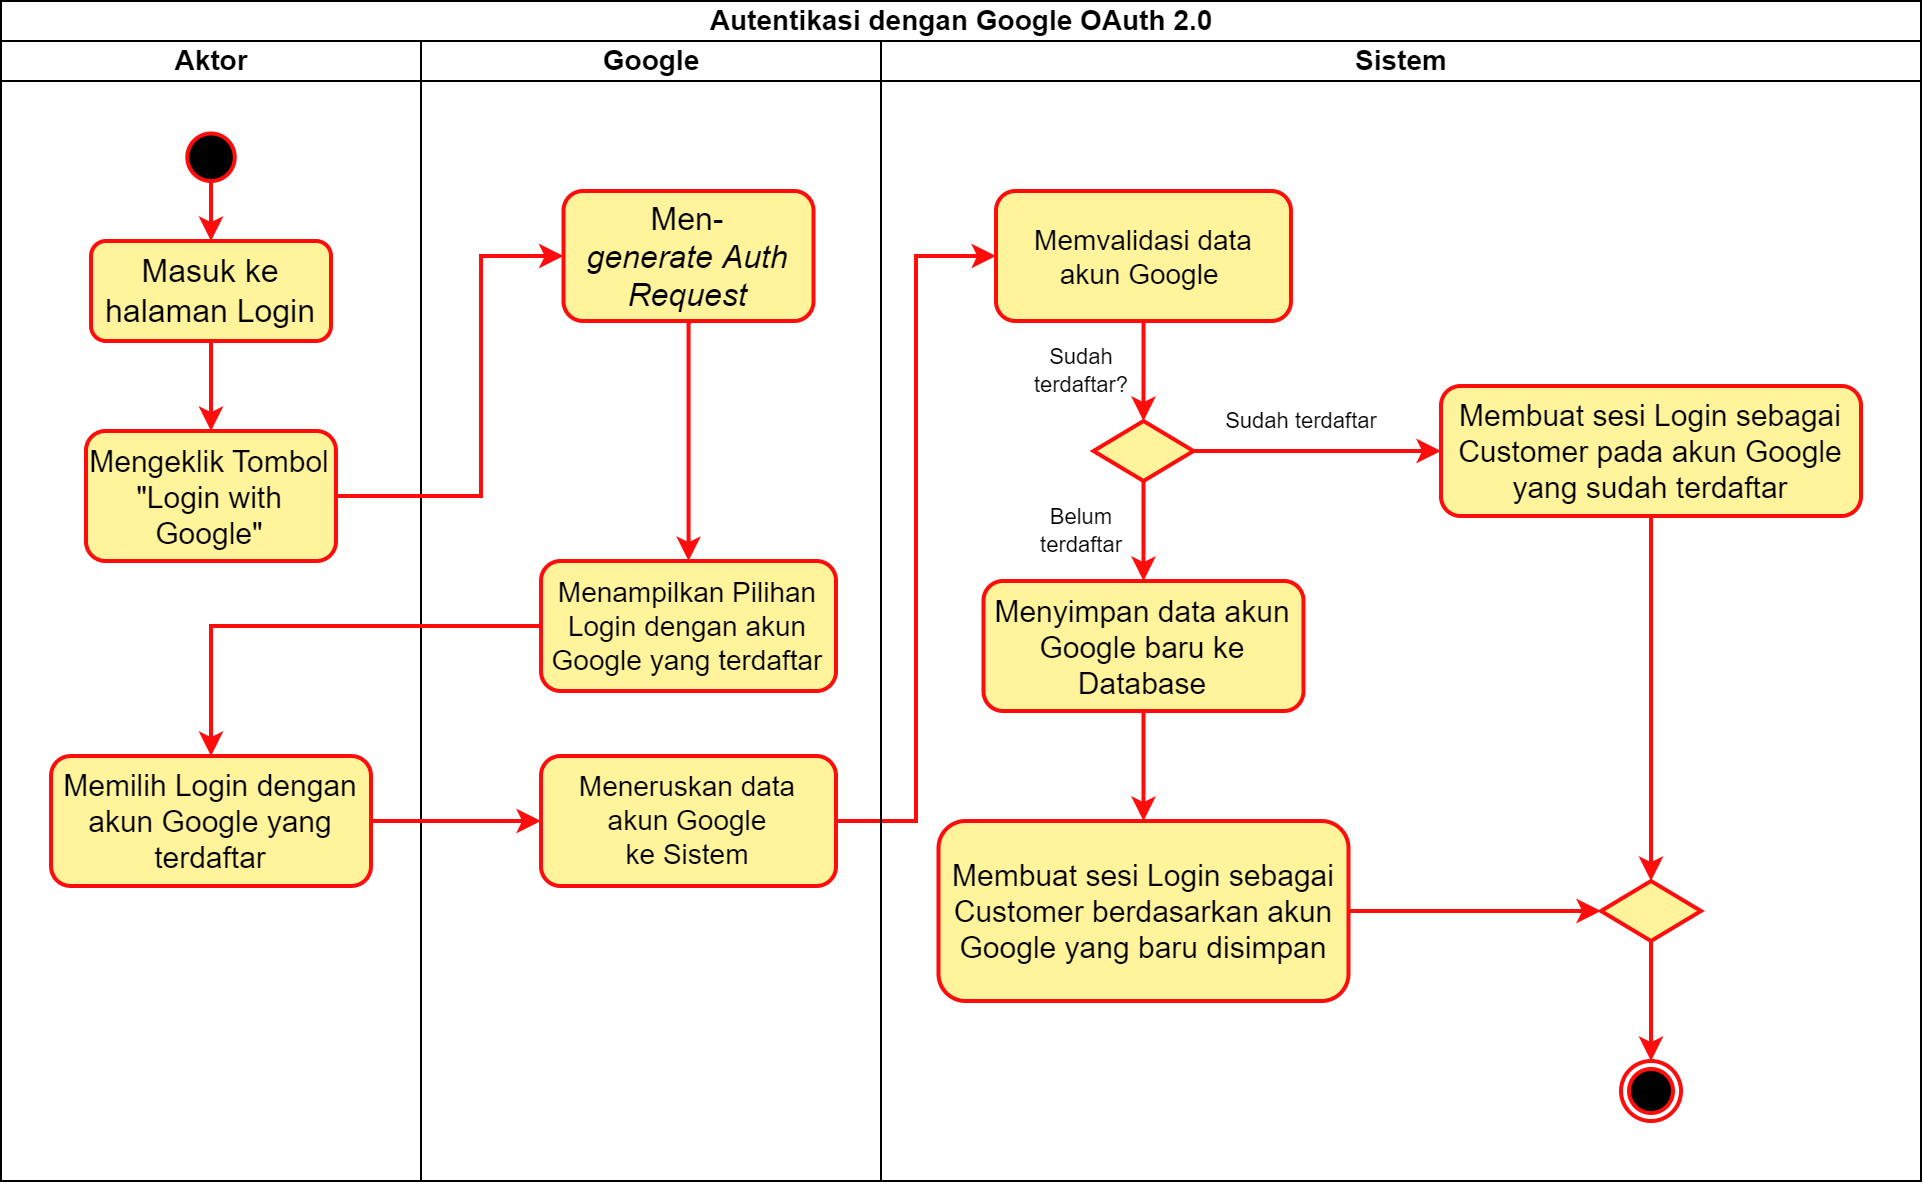 Autentikasi dengan Google OAuth 2.0
Aktor
Google
Sistem
Masuk ke
halaman Login
Mengeklik Tombol
"Login with
Google"
Men-
generate Auth
Request
Menampilkan Pilihan
Login dengan akun
Google yang terdaftar
Memilih Login dengan
akun Google yang
terdaftar
Meneruskan data
akun Google
ke Sistem
Memvalidasi data
akun Google
Sudah
terdaftar?
Sudah terdaftar
Membuat sesi Login sebagai
Customer pada akun Google
yang sudah terdaftar
Belum
terdaftar
Menyimpan data akun
Google baru ke
Database
Membuat sesi Login sebagai
Customer berdasarkan akun
Google yang baru disimpan